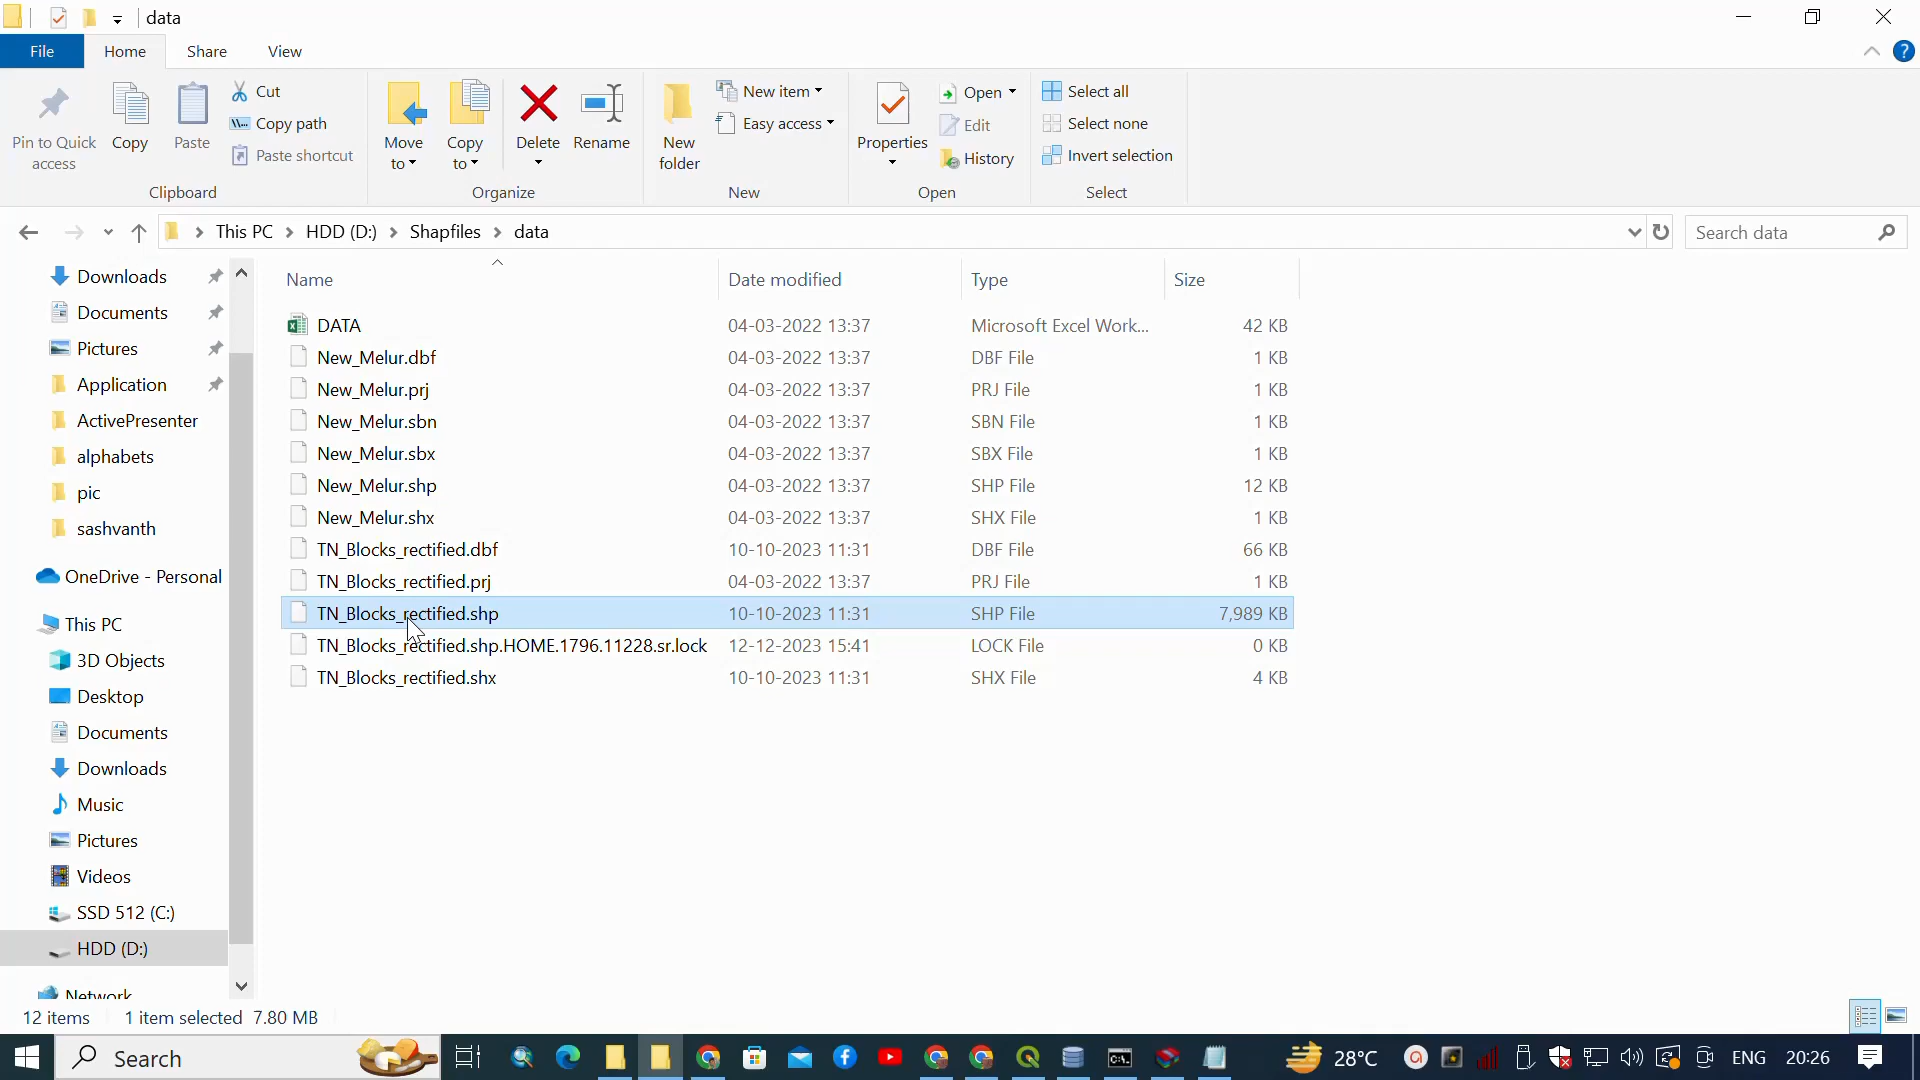 data
File Home Share View
Pin to Quick access
Copy
Paste
Cut
Copy path
Paste shortcut
Clipboard
Move to
Copy to
Delete
Rename
Organize
New folder
New item
Easy access
New
Properties
Open
Edit
History
Open
Select all
Select none
Invert selection
Select
This PC HDD (D:) Shapfiles data
Search data
Downloads
Documents
Pictures
Application
ActivePresenter
alphabets
pic
sashvanth
OneDrive - Personal
This PC
3D Objects
Desktop
Documents
Downloads
Music
Pictures
Videos
SSD 512 (C:)
HDD (D:)
Network
Name Date modified Type Size
DATA 04-03-2022 13:37 Microsoft Excel Work... 42 KB
New_Melur.dbf 04-03-2022 13:37 DBF File 1 KB
New_Melur.prj 04-03-2022 13:37 PRJ File 1 KB
New_Melur.sbn 04-03-2022 13:37 SBN File 1 KB
New_Melur.sbx 04-03-2022 13:37 SBX File 1 KB
New_Melur.shp 04-03-2022 13:37 SHP File 12 KB
New_Melur.shx 04-03-2022 13:37 SHX File 1 KB
TN_Blocks_rectified.dbf 10-10-2023 11:31 DBF File 66 KB
TN_Blocks_rectified.prj 04-03-2022 13:37 PRJ File 1 KB
TN_Blocks_rectified.shp 10-10-2023 11:31 SHP File 7,989 KB
TN_Blocks_rectified.shp.HOME.1796.11228.sr.lock 12-12-2023 15:41 LOCK File 0 KB
TN_Blocks_rectified.shx 10-10-2023 11:31 SHX File 4 KB
12 items 1 item selected 7.80 MB
Search 28°C ENG 20:26